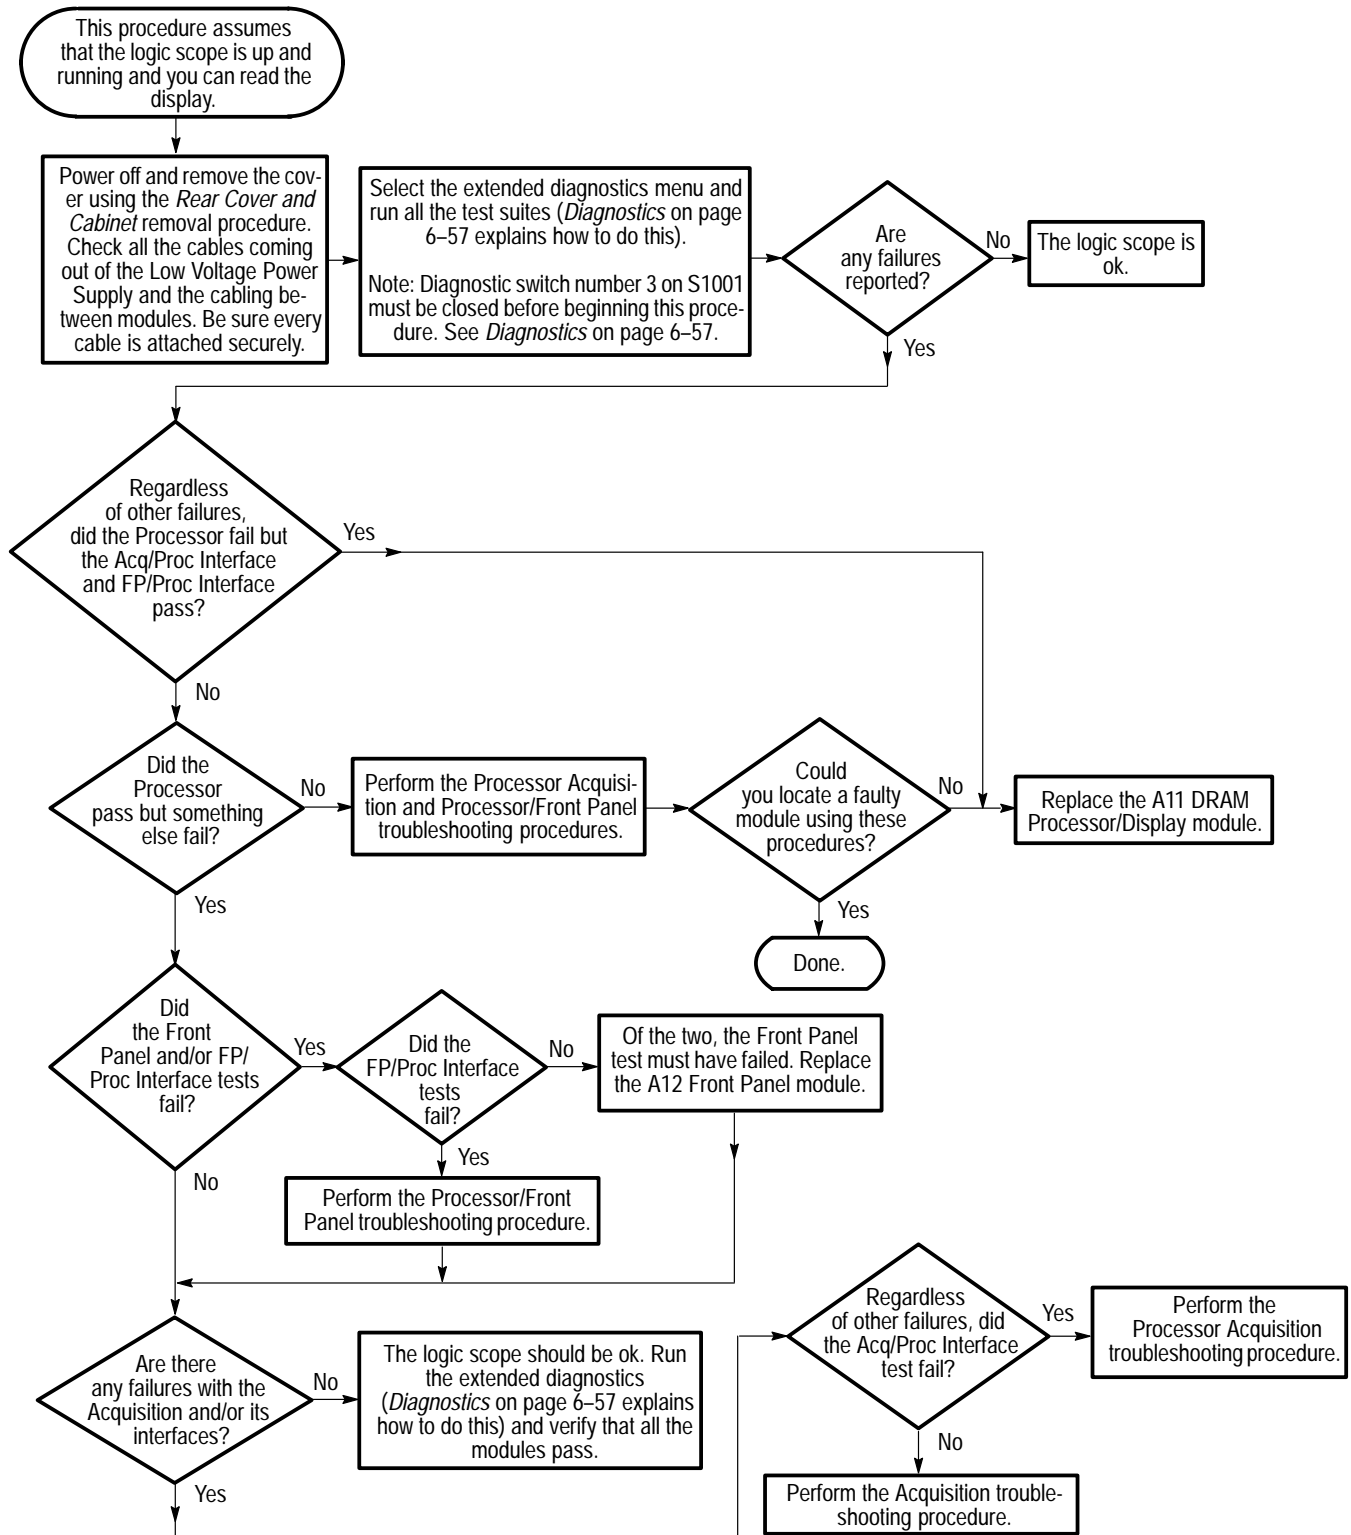 This procedure assumes
that the logic scope is up and
running and you can read the
display.
Power off and remove the cov-
er using the Rear Cover and
Cabinet removal procedure.
Check all the cables coming
out of the Low Voltage Power
Supply and the cabling be-
tween modules. Be sure every
cable is attached securely.
Select the extended diagnostics menu and
run all the test suites (Diagnostics on page
6–57 explains how to do this).
Note: Diagnostic switch number 3 on S1001
must be closed before beginning this proce-
dure. See Diagnostics on page 6–57.
Are
any failures
reported?
No
The logic scope is
ok.
Yes
Regardless
of other failures,
did the Processor fail but
the Acq/Proc Interface
and FP/Proc Interface
pass?
Yes
No
Did the
Processor
pass but something
else fail?
No
Perform the Processor Acquisi-
tion and Processor/Front Panel
troubleshooting procedures.
Could
you locate a faulty
module using these
procedures?
No
Replace the A11 DRAM
Processor/Display module.
Yes
Done.
Yes
Did
the Front
Panel and/or FP/
Proc Interface tests
fail?
Yes
Did the
FP/Proc Interface
tests
fail?
No
Of the two, the Front Panel
test must have failed. Replace
the A12 Front Panel module.
Yes
Perform the Processor/Front
Panel troubleshooting procedure.
No
Are there
any failures with the
Acquisition and/or its
interfaces?
No
The logic scope should be ok. Run
the extended diagnostics
(Diagnostics on page 6–57 explains
how to do this) and verify that all the
modules pass.
Yes
Regardless
of other failures, did
the Acq/Proc Interface
test fail?
Yes
Perform the
Processor Acquisition
troubleshooting procedure.
No
Perform the Acquisition trouble-
shooting procedure.